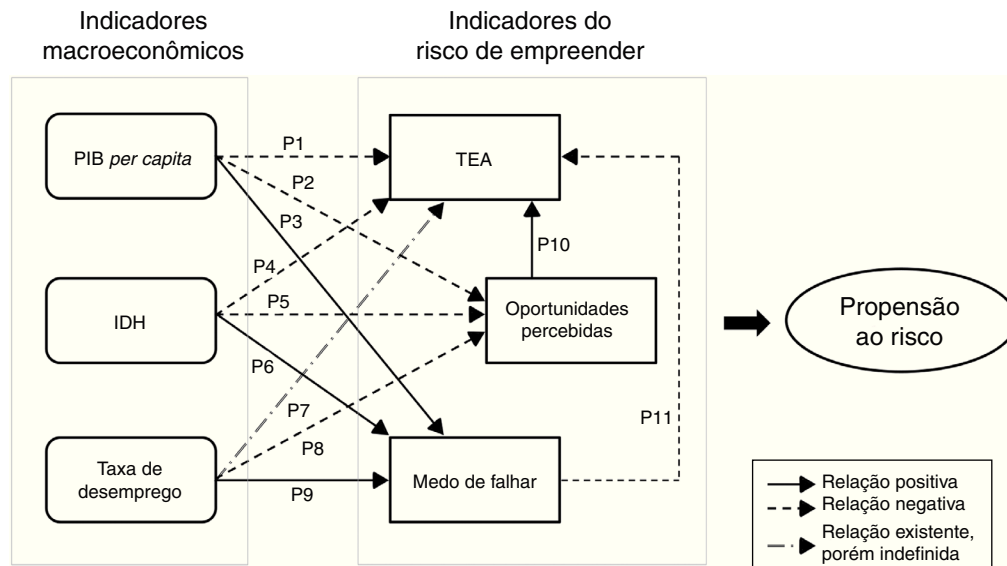 Indicadores
macroeconômicos
Indicadores do
risco de empreender
PIB per capita
IDH
Taxa de
desemprego
P1
P2
P3
P4
P5
P6
P7
P8
P9
TEA
P10
Oportunidades
percebidas
Medo de falhar
P11
Propensão
ao risco
Relação positiva
Relação negativa
Relação existente,
porém indefinida